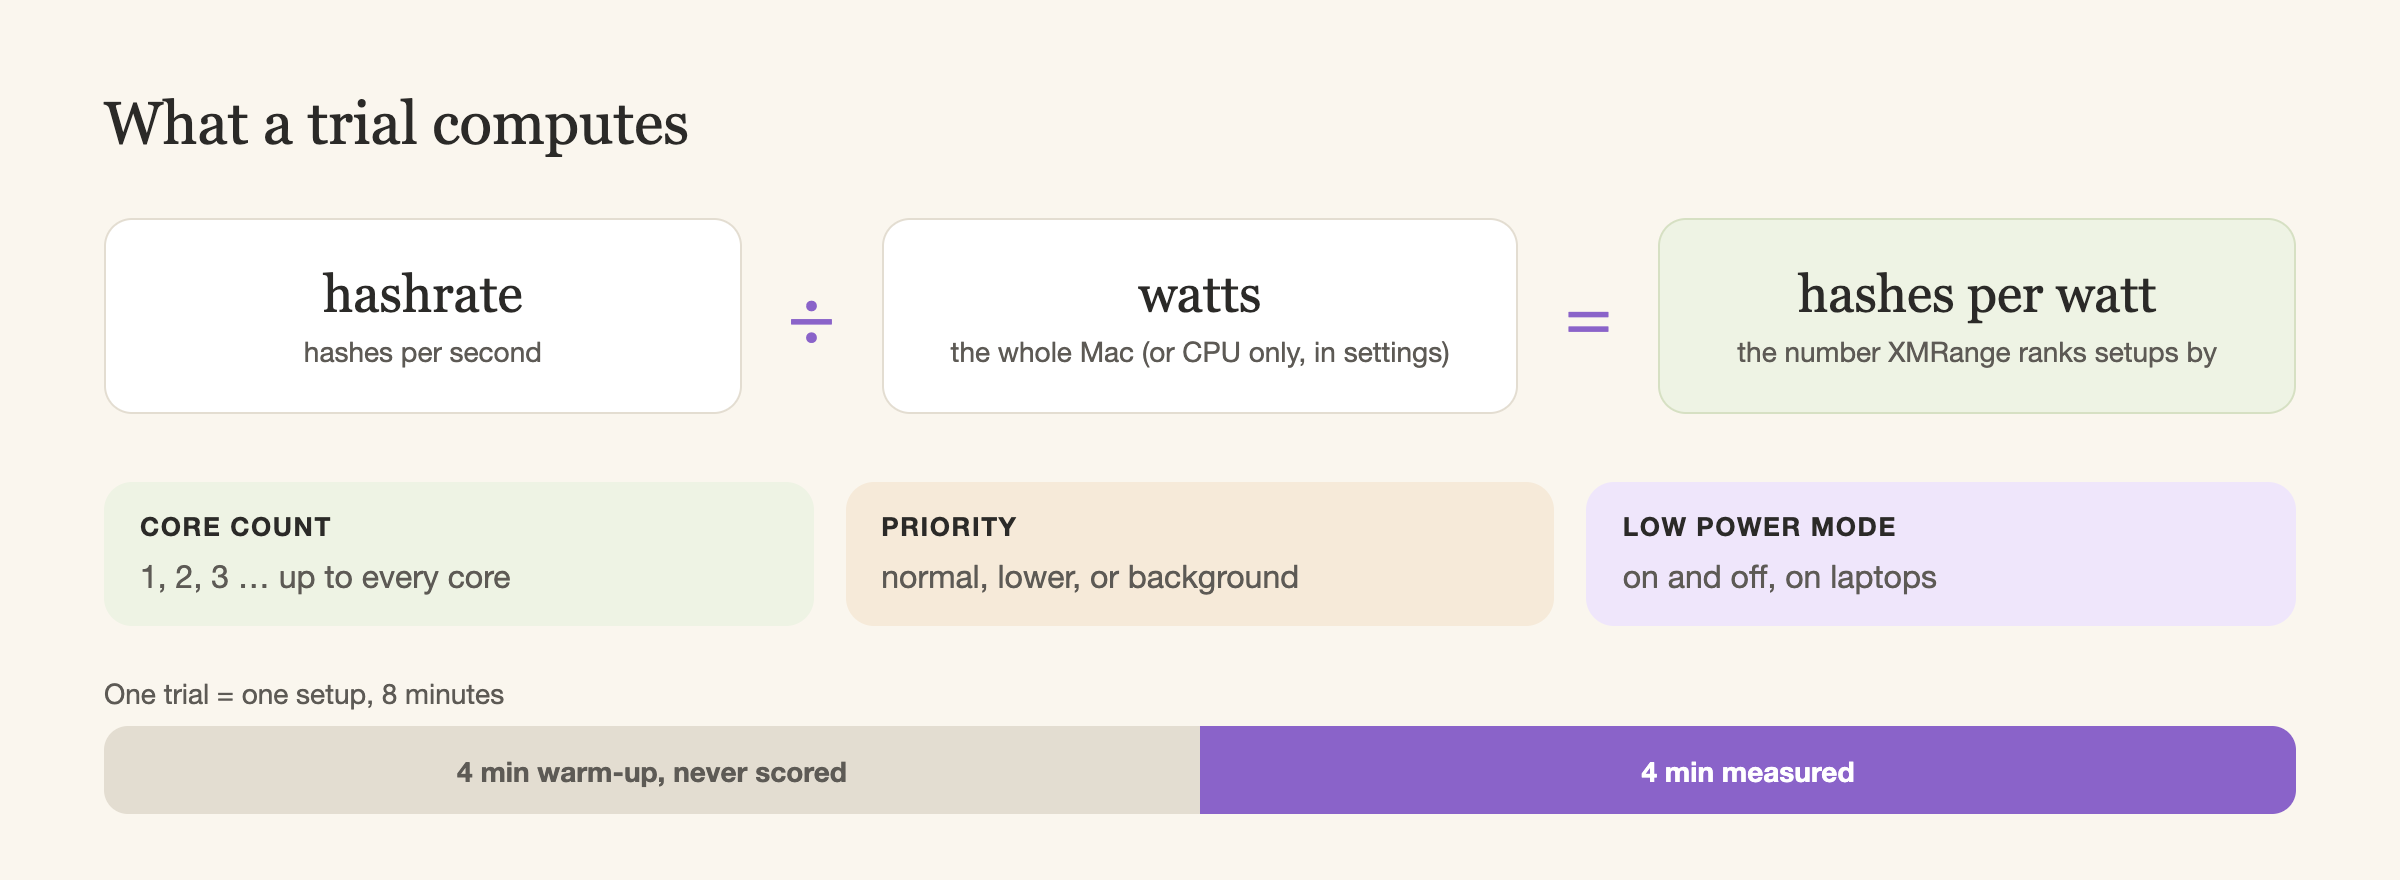 What a trial computes
hashrate
hashes per second
÷
watts
the whole Mac (or CPU only, in settings)
=
hashes per watt
the number XMRange ranks setups by
CORE COUNT
1, 2, 3 … up to every core
PRIORITY
normal, lower, or background
LOW POWER MODE
on and off, on laptops
One trial = one setup, 8 minutes
4 min warm-up, never scored
4 min measured